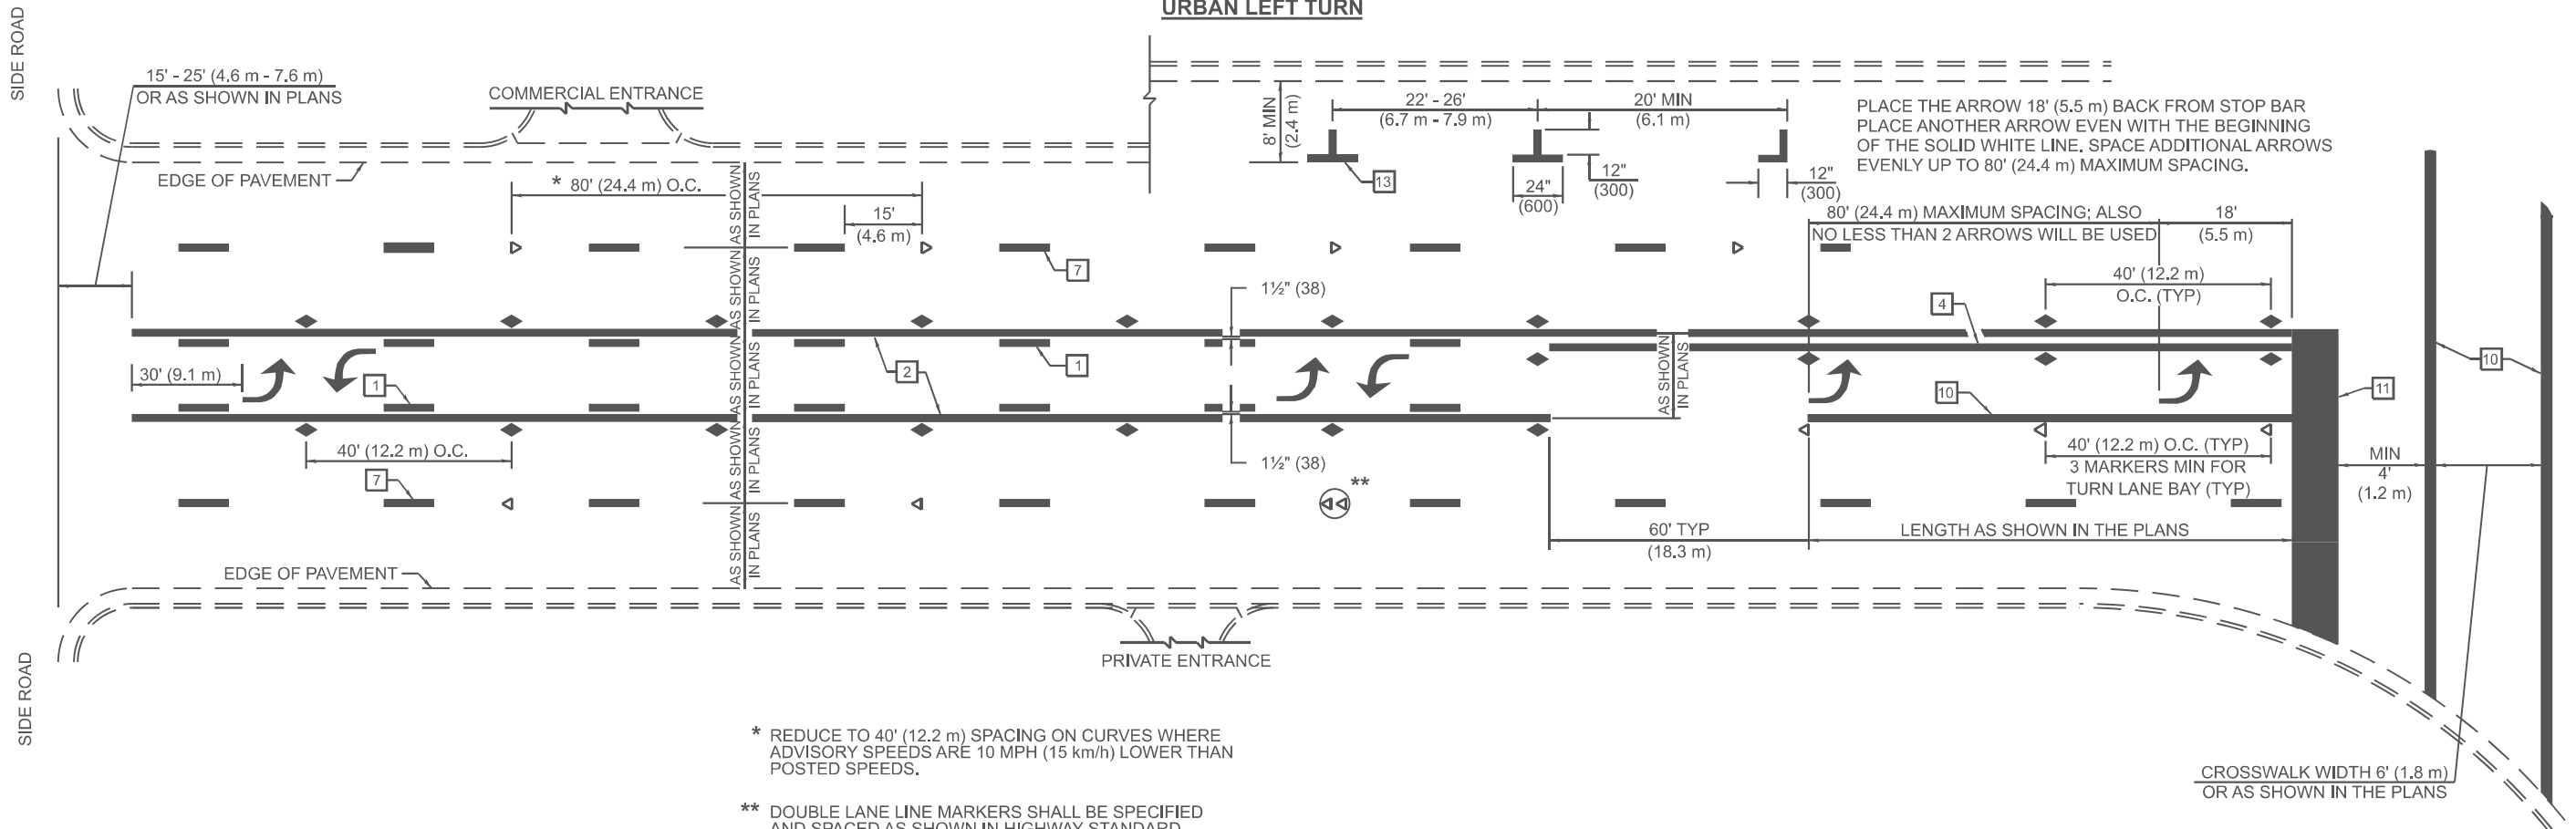 URBAN LEFT TURN
SIDE ROAD
15' - 25' (4.6 m - 7.6 m)
OR AS SHOWN IN PLANS
COMMERCIAL ENTRANCE
EDGE OF PAVEMENT
* 80' (24.4 m) O.C.
15'
(4.6 m)
8' MIN
(2.4 m)
22' - 26'
(6.7 m - 7.9 m)
20' MIN
(6.1 m)
13
24"
(600)
12"
(300)
12"
(300)
PLACE THE ARROW 18' (5.5 m) BACK FROM STOP BAR
PLACE ANOTHER ARROW EVEN WITH THE BEGINNING
OF THE SOLID WHITE LINE. SPACE ADDITIONAL ARROWS
EVENLY UP TO 80' (24.4 m) MAXIMUM SPACING.
80' (24.4 m) MAXIMUM SPACING; ALSO
NO LESS THAN 2 ARROWS WILL BE USED
18'
(5.5 m)
40' (12.2 m)
O.C. (TYP)
AS SHOWN
IN PLANS
AS SHOWN
IN PLANS
AS SHOWN
IN PLANS
AS SHOWN
IN PLANS
AS SHOWN
IN PLANS
AS SHOWN
IN PLANS
7
1½" (38)
4
30' (9.1 m)
1
2
1
10
11
10
40' (12.2 m) O.C.
7
1½" (38)
**
40' (12.2 m) O.C. (TYP)
3 MARKERS MIN FOR
TURN LANE BAY (TYP)
MIN
4'
(1.2 m)
60' TYP
(18.3 m)
LENGTH AS SHOWN IN THE PLANS
EDGE OF PAVEMENT
SIDE ROAD
PRIVATE ENTRANCE
* REDUCE TO 40' (12.2 m) SPACING ON CURVES WHERE
ADVISORY SPEEDS ARE 10 MPH (15 km/h) LOWER THAN
POSTED SPEEDS.
** DOUBLE LANE LINE MARKERS SHALL BE SPECIFIED
AND SPACED AS SHOWN IN HIGHWAY STANDARD
CROSSWALK WIDTH 6' (1.8 m)
OR AS SHOWN IN THE PLANS